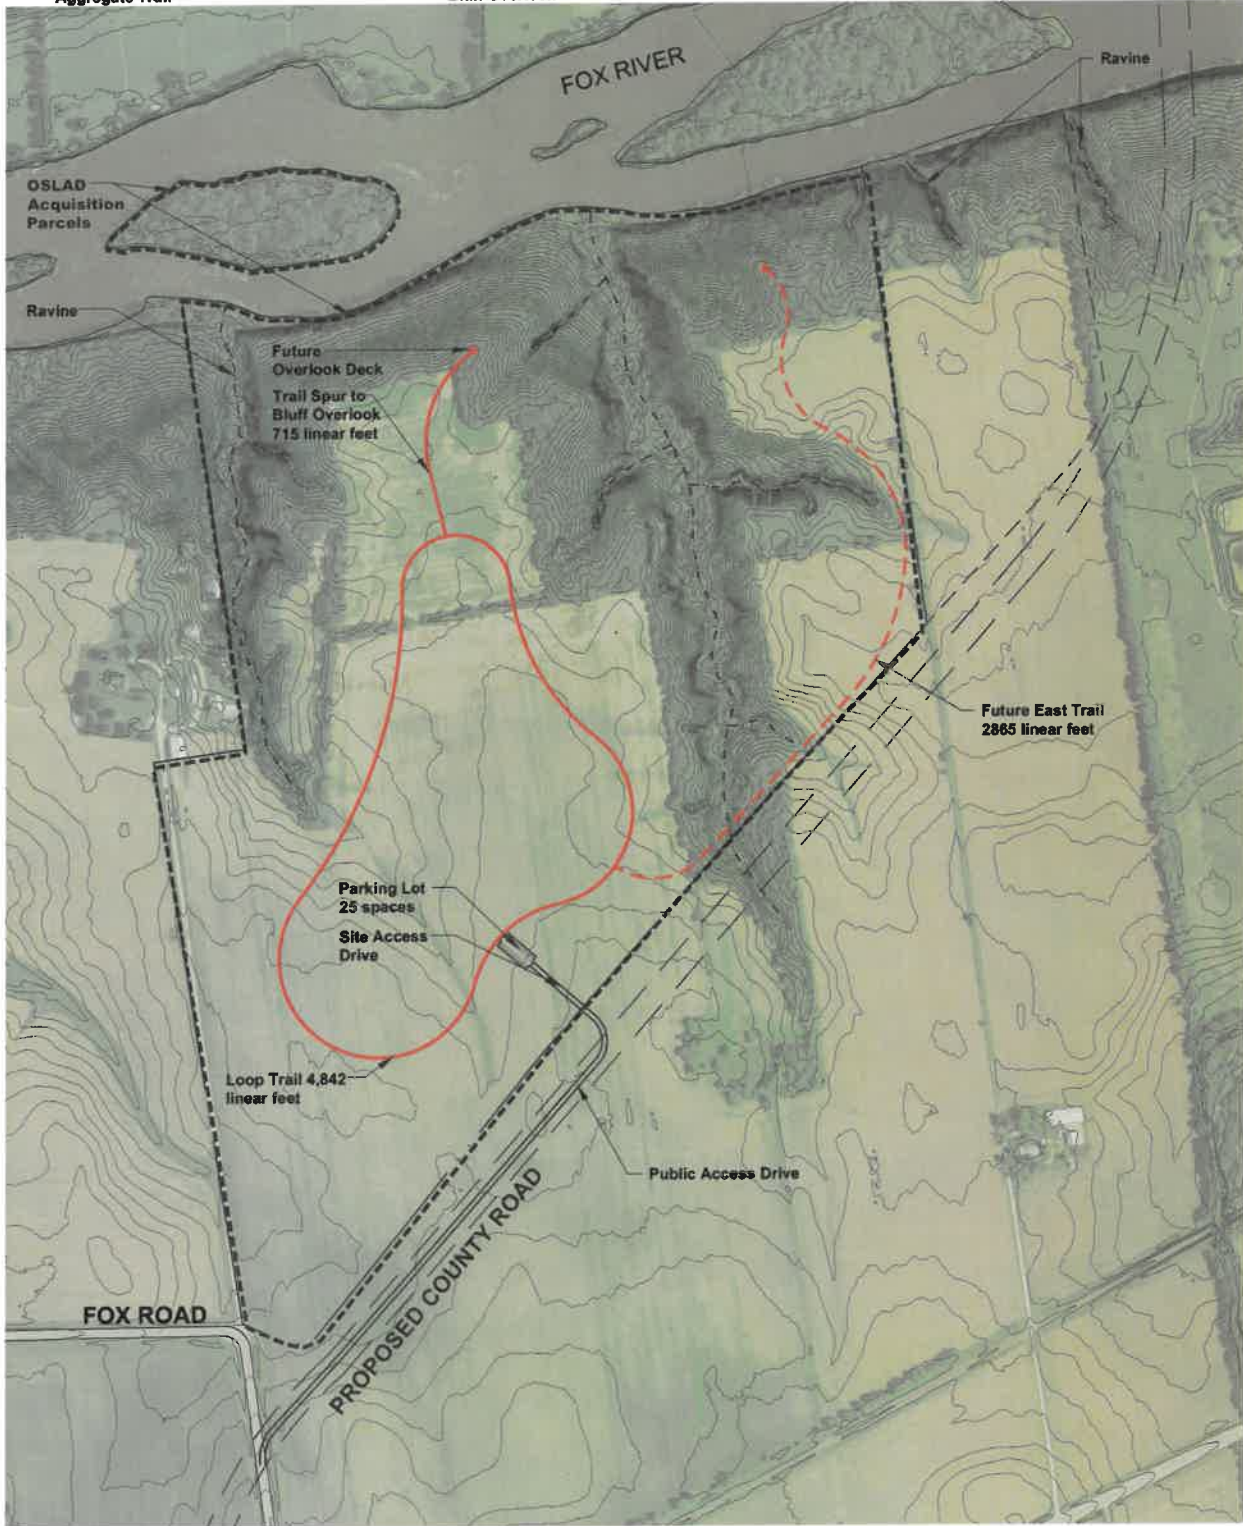 Aggregate Trail
FOX RIVER
Ravine
OSLAD
Acquisition
Parcels
Ravine
Future
Overlook Deck
Trail Spur to
Bluff Overlook
715 linear feet
Future East Trail
2865 linear feet
Parking Lot
25 spaces
Site Access
Drive
Loop Trail 4,842
linear feet
Public Access Drive
PROPOSED COUNTY ROAD
FOX ROAD